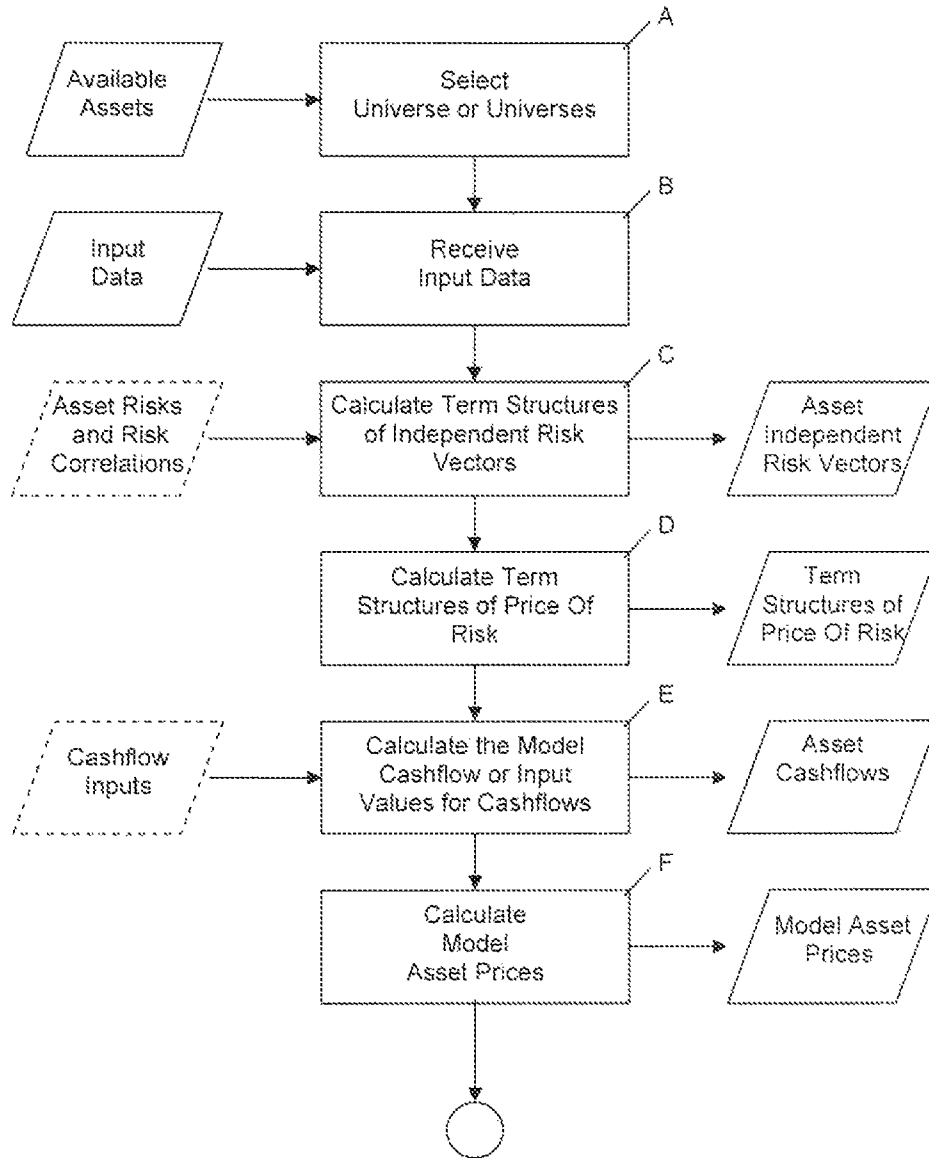 A
Available
Assets
Select
Universe or Universes
B
Input
Data
Receive
Input Data
C
Asset Risks
and Risk
Correlations
Calculate Term Structures
of Independent Risk
Vectors
Asset
Independent
Risk Vectors
D
Calculate Term
Structures of Price Of
Risk
Term
Structures of
Price Of Risk
E
Cashflow
Inputs
Calculate the Model
Cashflow or Input
Values for Cashflows
Asset
Cashflows
F
Calculate
Model
Asset Prices
Model Asset
Prices